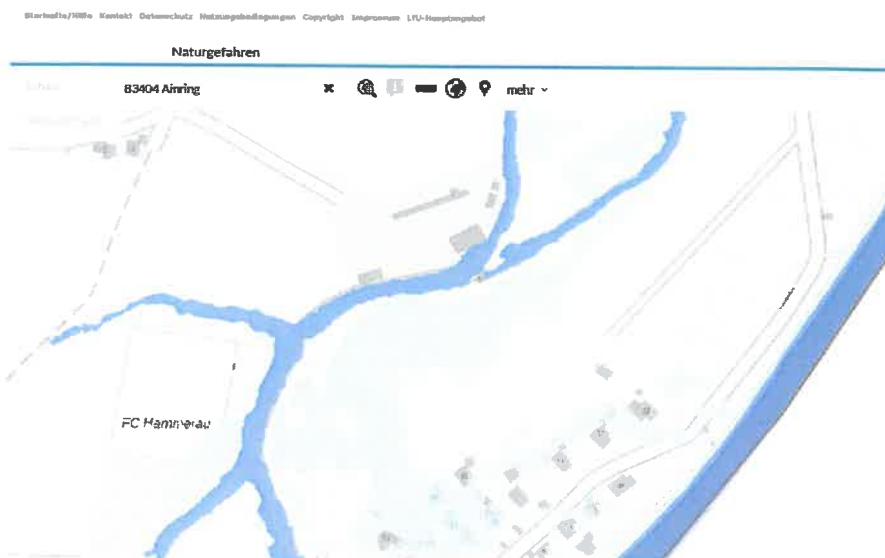 Startseite/Hilfe Kontakt Datenschutz Nutzungsbedingungen Copyright Impressum LfU-Hauptangebot
Naturgefahren
83404 Ainring
mehr
FC Hammerau